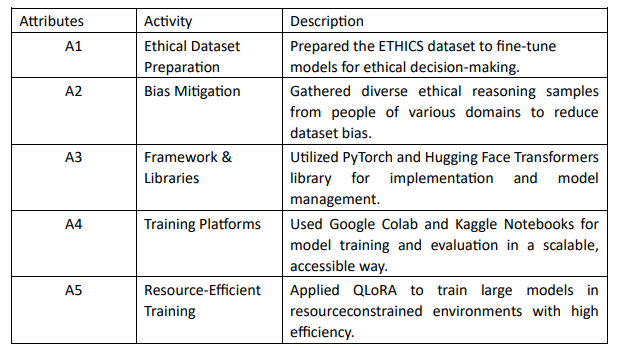 Attributes Activity Description
A1 Ethical Dataset Prepared the ETHICS dataset to fine-tune
Preparation models for ethical decision-making.
A2 Bias Mitigation Gathered diverse ethical reasoning samples
from people of various domains to reduce
dataset bias.
A3 Framework & Utilized PyTorch and Hugging Face Transformers
Libraries library for implementation and model
management.
A4 Training Platforms Used Google Colab and Kaggle Notebooks for
model training and evaluation in a scalable,
accessible way.
A5 Resource-Efficient Applied QLoRA to train large models in
Training resourceconstrained environments with high
efficiency.